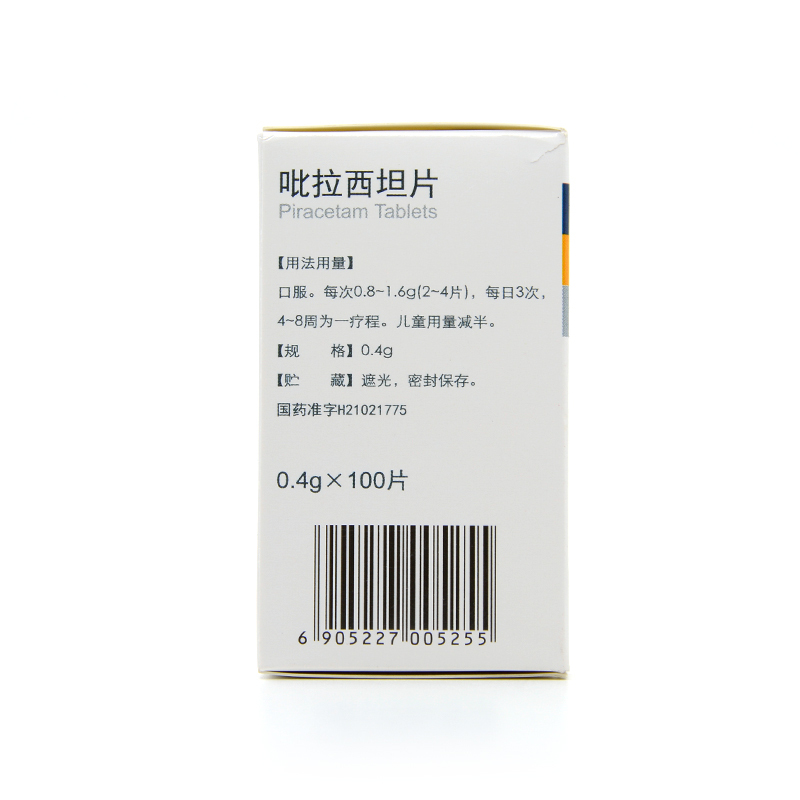 吡拉西坦片
Piracetam Tablets
【用法用量】
口服。每次0.8~1.6g(2~4片)，每日3次，
4~8周为一疗程。儿童用量减半。
【规　　格】0.4g
【贮　　藏】遮光，密封保存。
国药准字H21021775
0.4g×100片
6 905227 005255